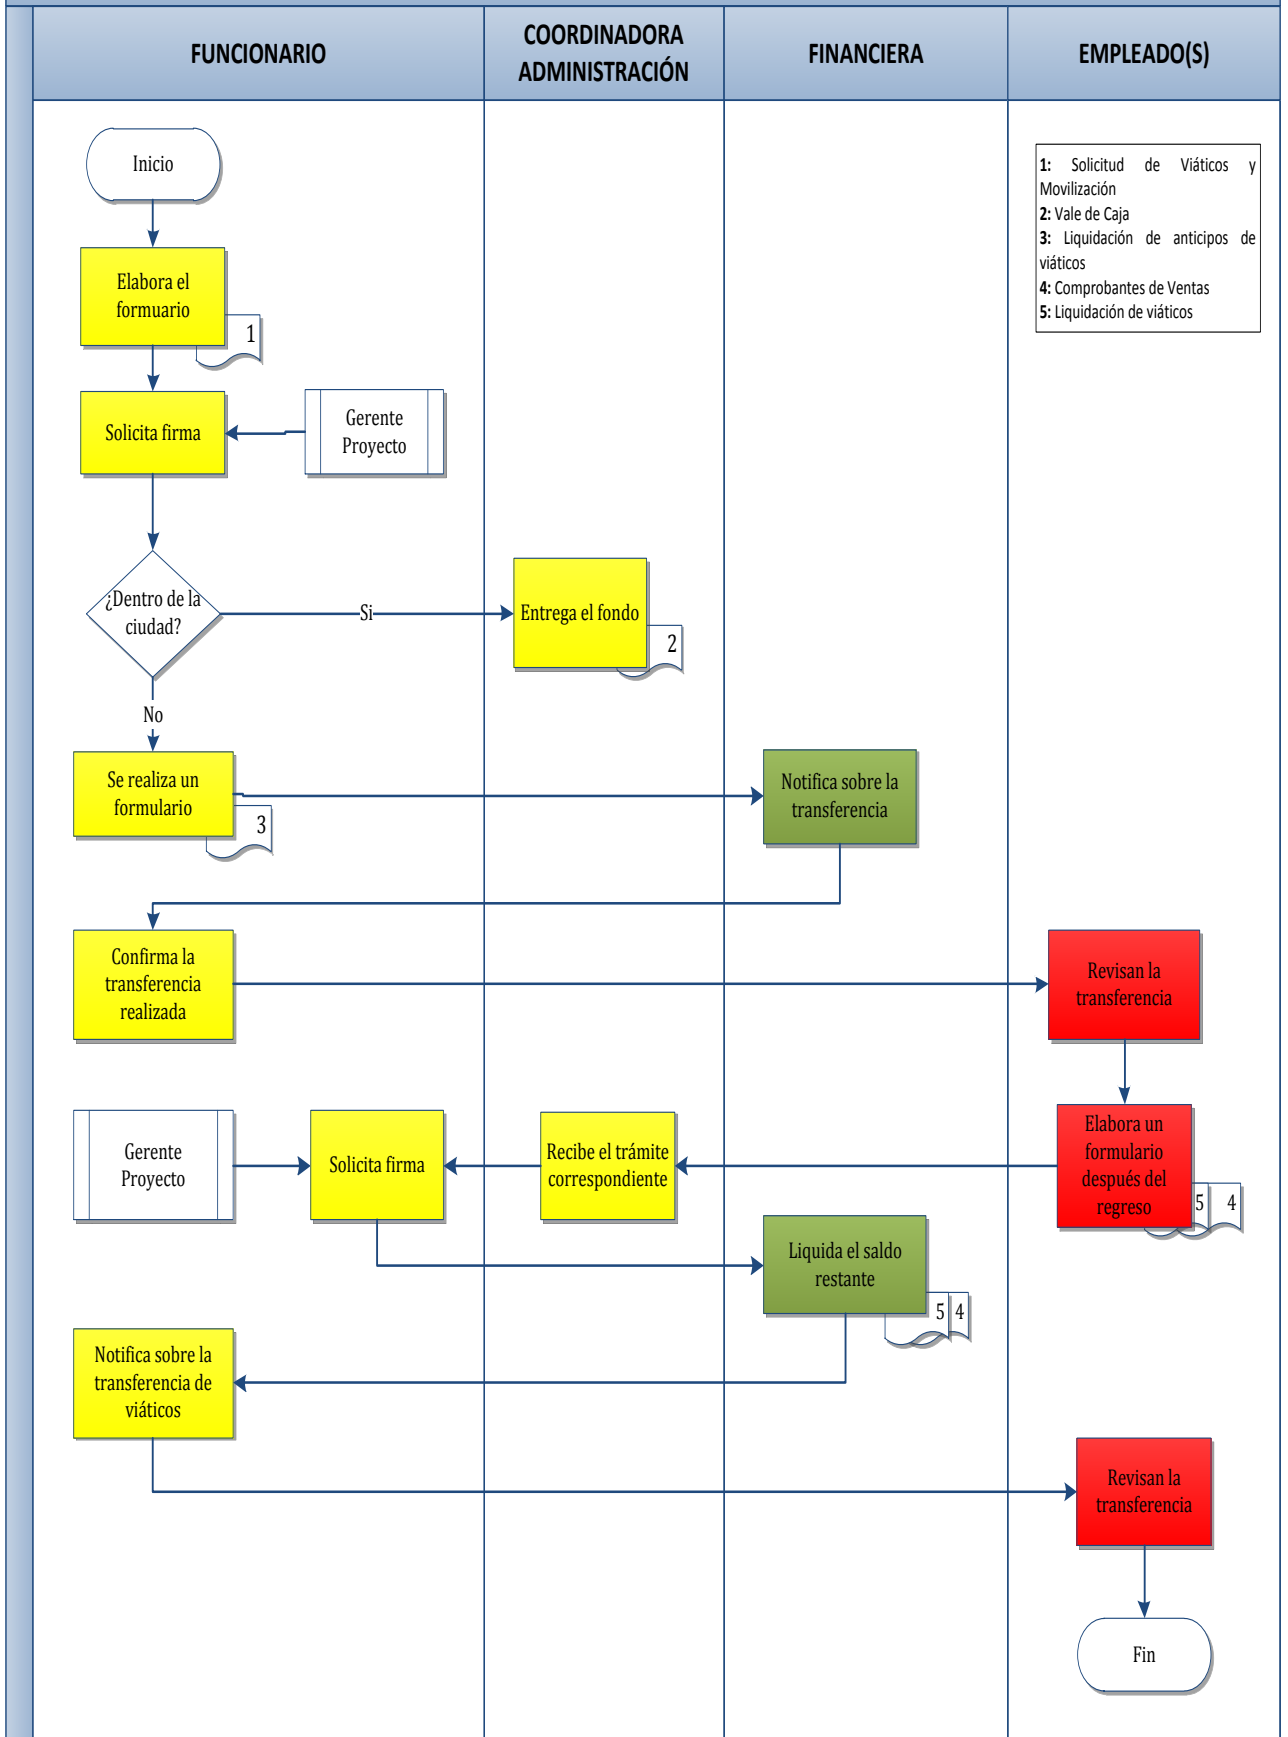 FUNCIONARIO
COORDINADORA
ADMINISTRACIÓN
FINANCIERA
EMPLEADO(S)
Inicio
1: Solicitud de Viáticos y
Movilización
2: Vale de Caja
3: Liquidación de anticipos de
viáticos
4: Comprobantes de Ventas
5: Liquidación de viáticos
Elabora el
formuario
1
Solicita firma
Gerente
Proyecto
¿Dentro de la
ciudad?
Si
Entrega el fondo
2
No
Se realiza un
formulario
3
Notifica sobre la
transferencia
Confirma la
transferencia
realizada
Revisan la
transferencia
Gerente
Proyecto
Solicita firma
Recibe el trámite
correspondiente
Elabora un
formulario
después del
regreso
5 4
Liquida el saldo
restante
5 4
Notifica sobre la
transferencia de
viáticos
Revisan la
transferencia
Fin